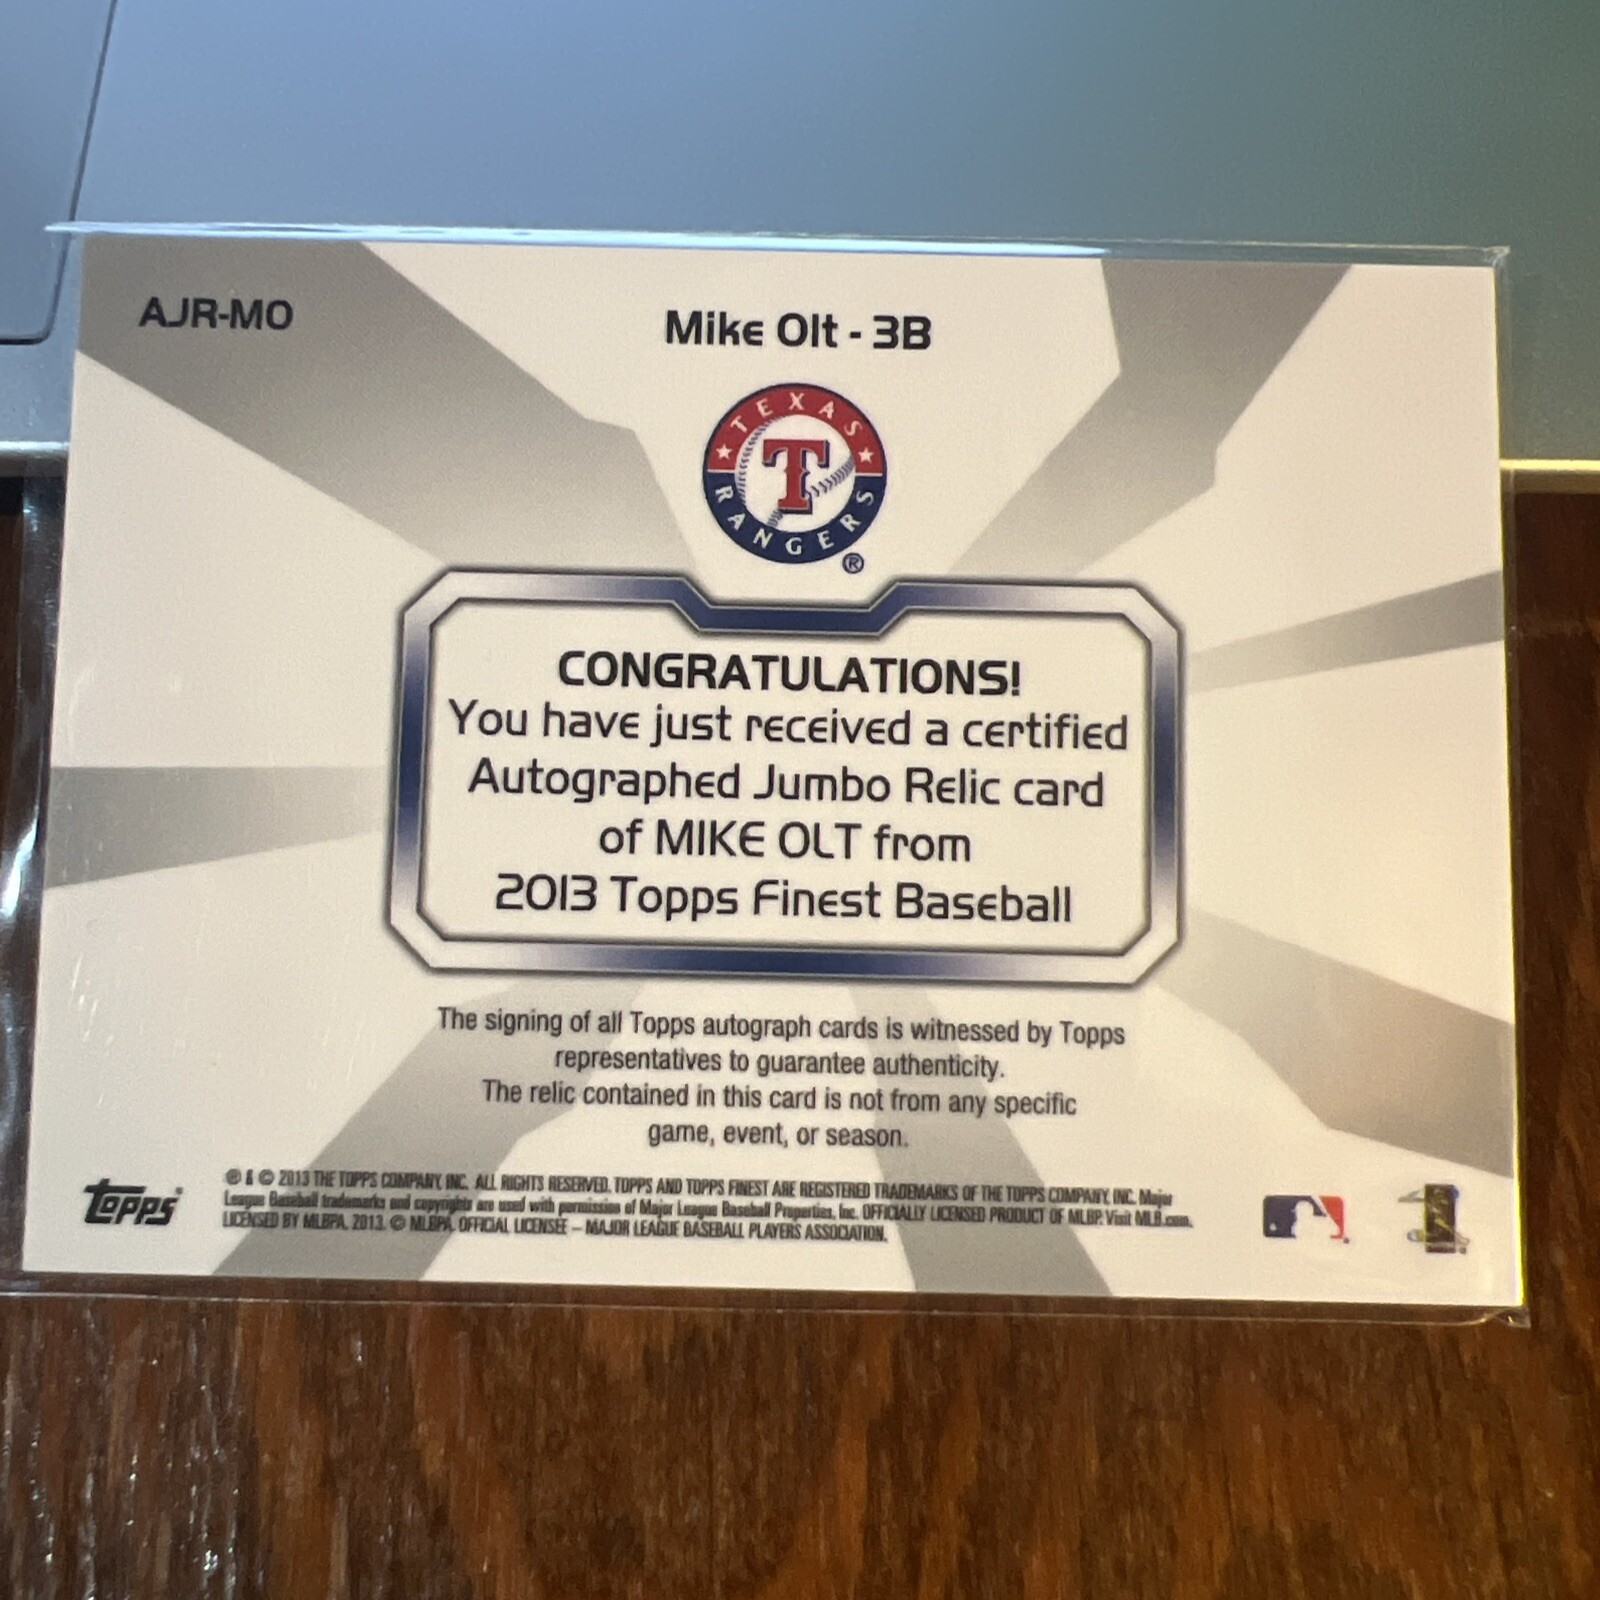 AJR-MO
Mike Olt - 3B
TEXAS
T
RANGERS
®
CONGRATULATIONS!
You have just received a certified
Autographed Jumbo Relic card
of MIKE OLT from
2013 Topps Finest Baseball
The signing of all Topps autograph cards is witnessed by Topps
representatives to guarantee authenticity.
The relic contained in this card is not from any specific
game, event, or season.
Topps
® & © 2013 THE TOPPS COMPANY, INC. ALL RIGHTS RESERVED. TOPPS AND TOPPS FINEST ARE REGISTERED TRADEMARKS OF THE TOPPS COMPANY, INC. Major
League Baseball trademarks and copyrights are used with permission of Major League Baseball Properties, Inc. OFFICIALLY LICENSED PRODUCT OF MLBP. Visit MLB.com.
LICENSED BY MLBPA, 2013. © MLBPA, OFFICIAL LICENSEE – MAJOR LEAGUE BASEBALL PLAYERS ASSOCIATION.